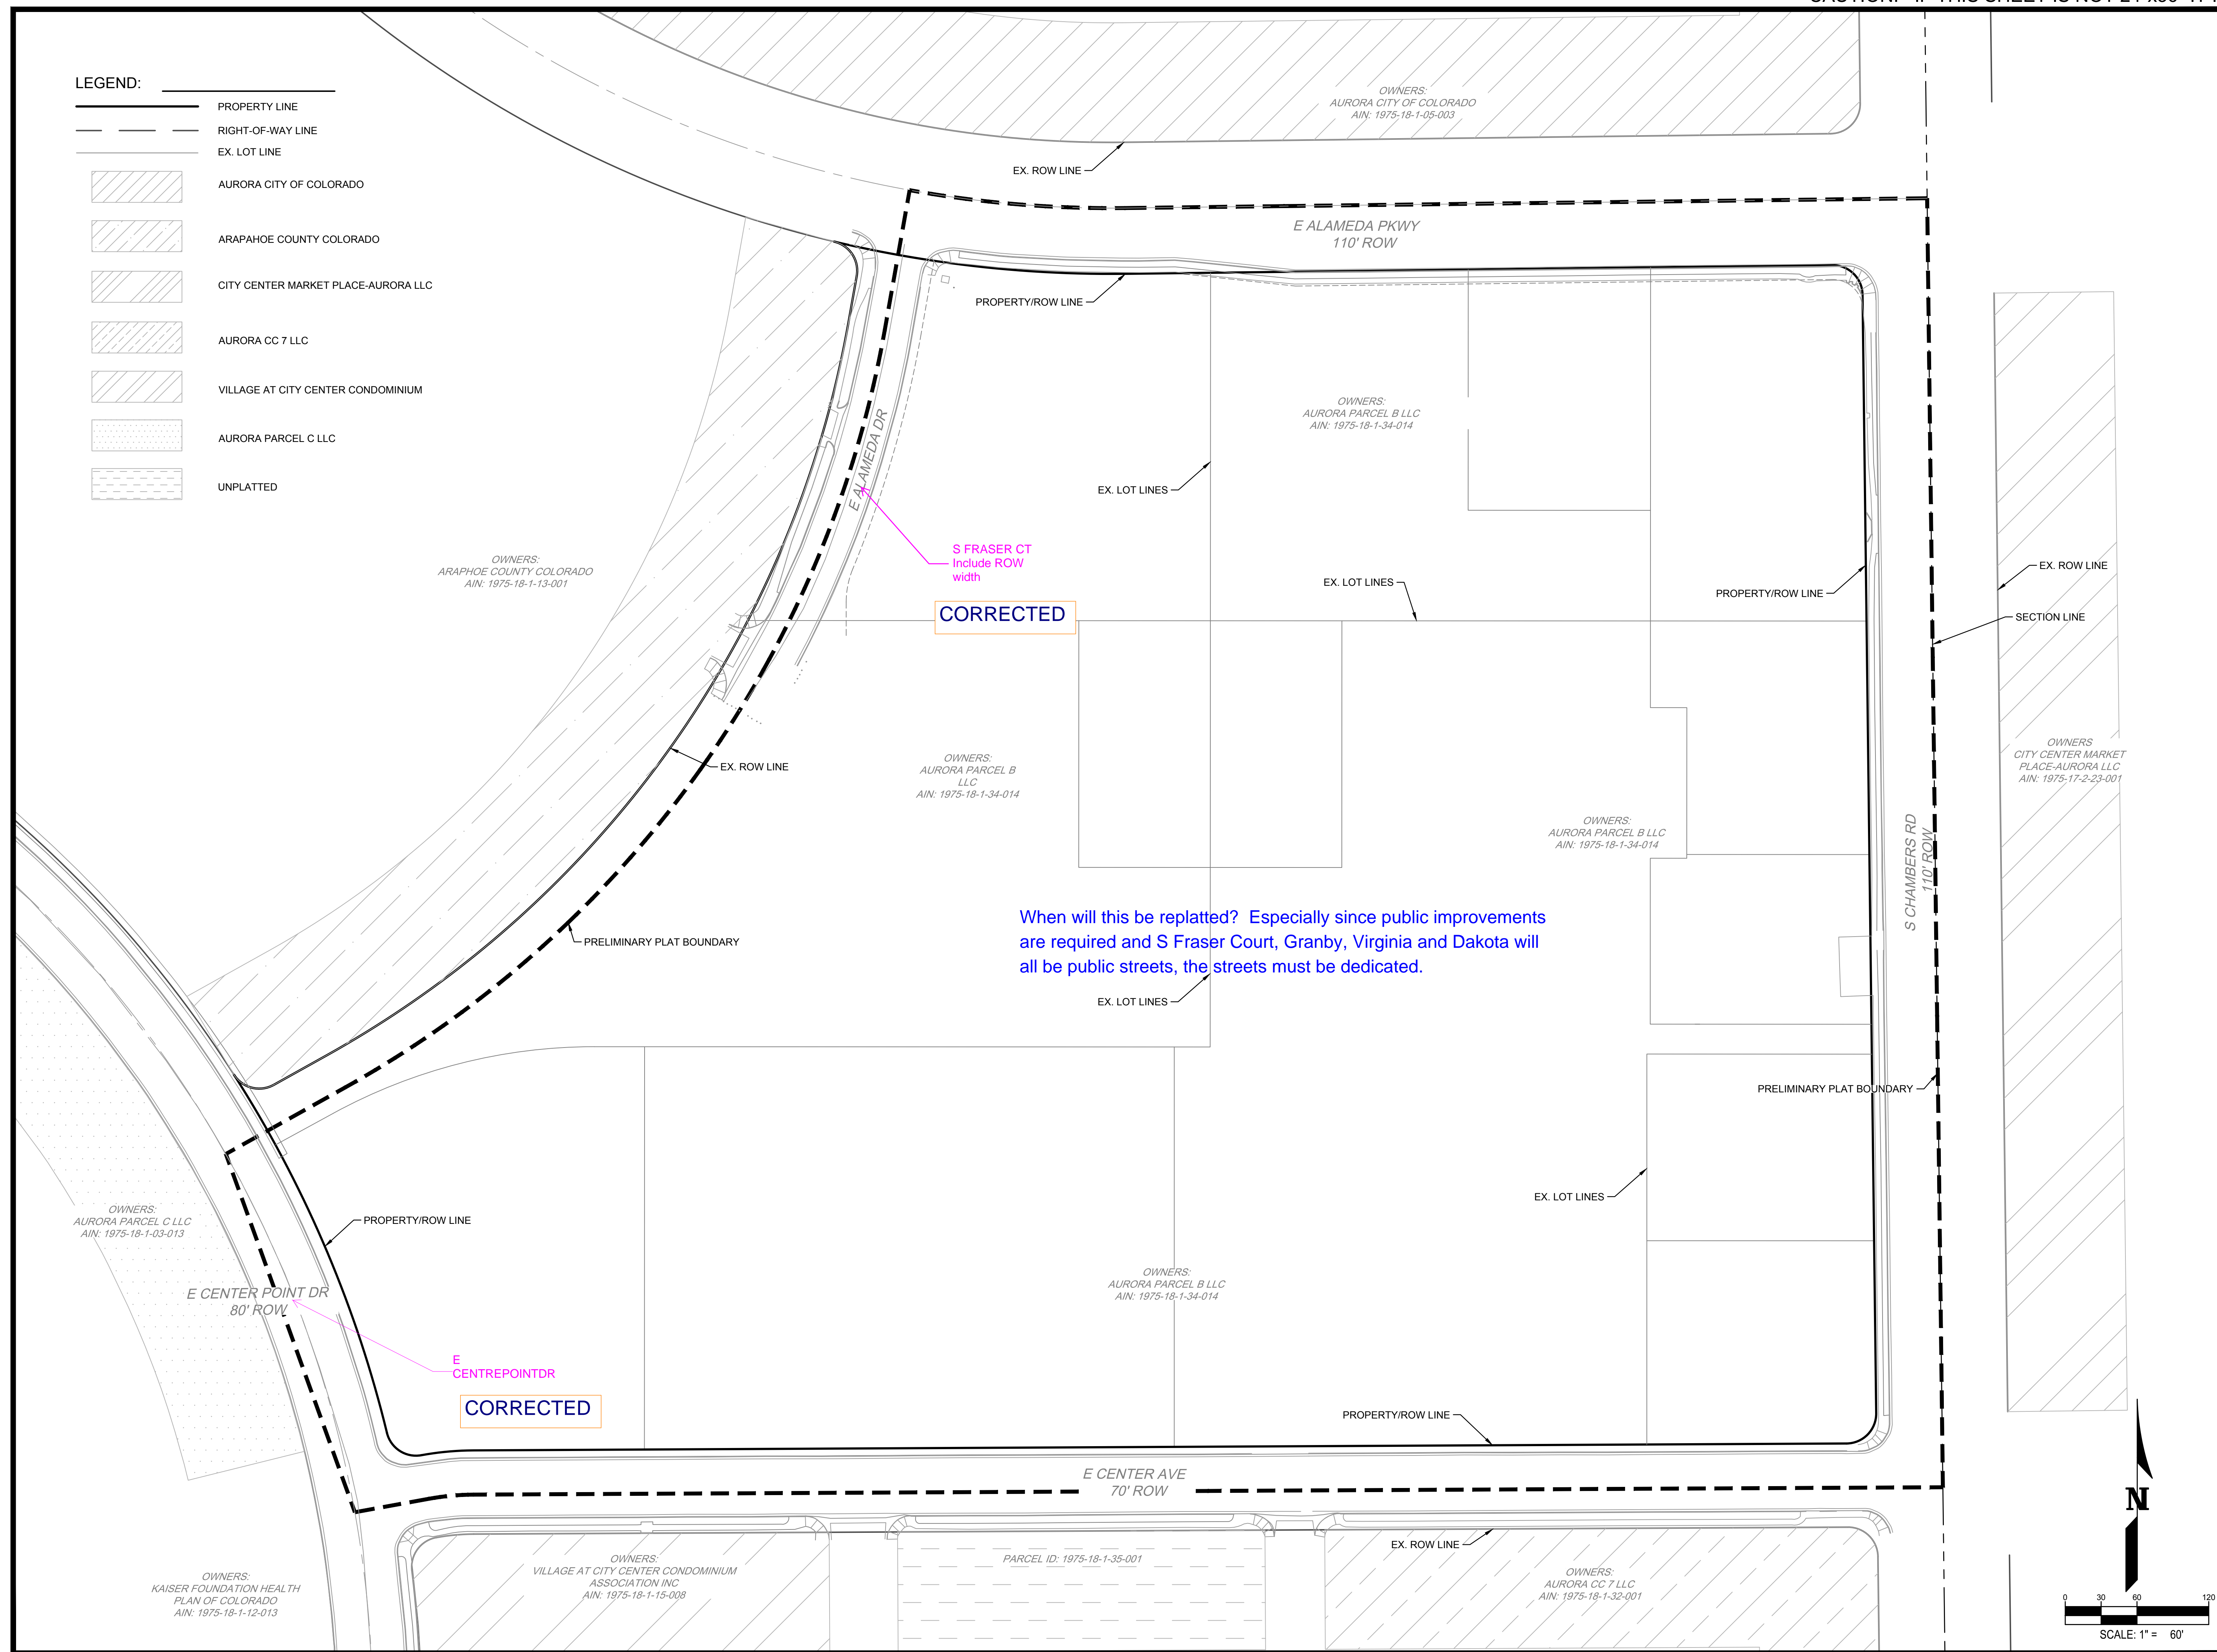 LEGEND:
PROPERTY LINE
RIGHT-OF-WAY LINE
EX. LOT LINE
AURORA CITY OF COLORADO
ARAPAHOE COUNTY COLORADO
CITY CENTER MARKET PLACE-AURORA LLC
AURORA CC 7 LLC
VILLAGE AT CITY CENTER CONDOMINIUM
AURORA PARCEL C LLC
UNPLATTED
OWNERS:
AURORA CITY OF COLORADO
AIN: 1975-18-1-05-003
EX. ROW LINE
E ALAMEDA PKWY
110' ROW
PROPERTY/ROW LINE
OWNERS:
AURORA PARCEL B LLC
AIN: 1975-18-1-34-014
E ALAMEDA DR
EX. LOT LINES
S FRASER CT
Include ROW
width
CORRECTED
OWNERS:
ARAPHOE COUNTY COLORADO
AIN: 1975-18-1-13-001
EX. LOT LINES
PROPERTY/ROW LINE
EX. ROW LINE
SECTION LINE
EX. ROW LINE
OWNERS:
AURORA PARCEL B
LLC
AIN: 1975-18-1-34-014
OWNERS
CITY CENTER MARKET
PLACE-AURORA LLC
AIN: 1975-17-2-23-001
OWNERS:
AURORA PARCEL B LLC
AIN: 1975-18-1-34-014
S CHAMBERS RD
110' ROW
PRELIMINARY PLAT BOUNDARY
When will this be replatted? Especially since public improvements
are required and S Fraser Court, Granby, Virginia and Dakota will
all be public streets, the streets must be dedicated.
EX. LOT LINES
PRELIMINARY PLAT BOUNDARY
EX. LOT LINES
OWNERS:
AURORA PARCEL C LLC
AIN: 1975-18-1-03-013
PROPERTY/ROW LINE
E CENTER POINT DR
80' ROW
OWNERS:
AURORA PARCEL B LLC
AIN: 1975-18-1-34-014
E
CENTREPOINTDR
CORRECTED
PROPERTY/ROW LINE
E CENTER AVE
70' ROW
N
EX. ROW LINE
OWNERS:
VILLAGE AT CITY CENTER CONDOMINIUM
ASSOCIATION INC
AIN: 1975-18-1-15-008
PARCEL ID: 1975-18-1-35-001
OWNERS:
AURORA CC 7 LLC
AIN: 1975-18-1-32-001
OWNERS:
KAISER FOUNDATION HEALTH
PLAN OF COLORADO
AIN: 1975-18-1-12-013
0 30 60 120
SCALE: 1" = 60'